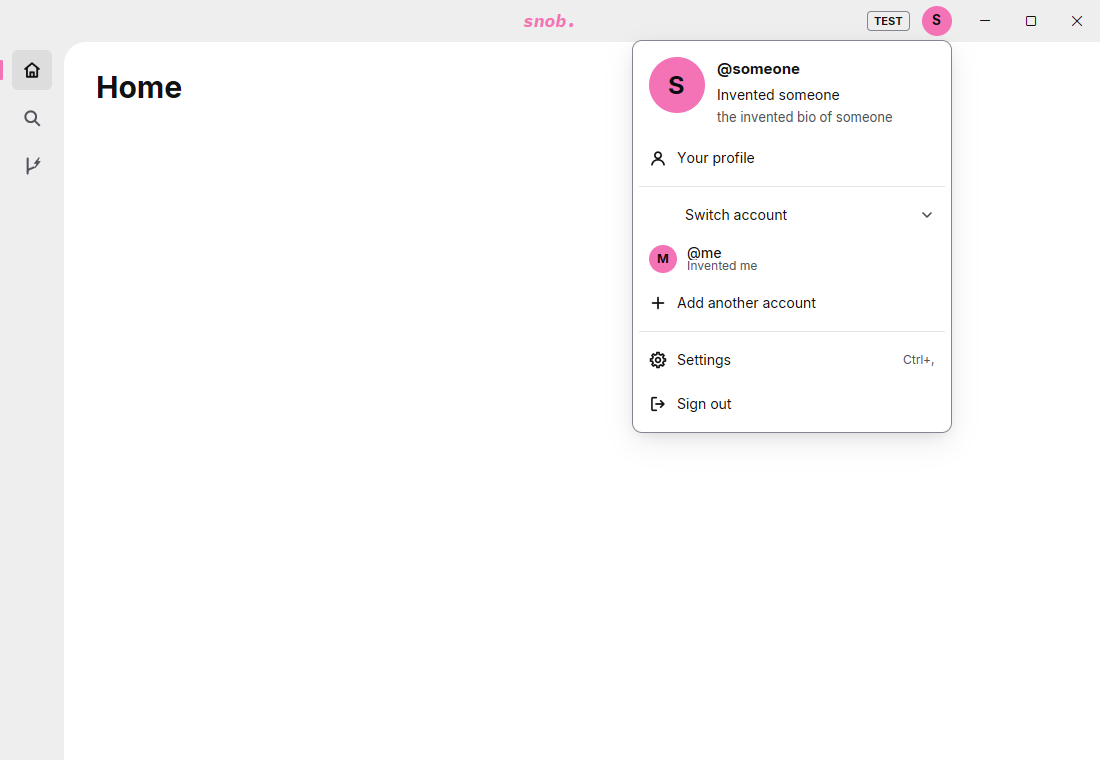 snob.
TEST
S
Home
S
@someone
Invented someone
the invented bio of someone
Your profile
Switch account
M
@me
Invented me
Add another account
Settings
Ctrl+,
Sign out